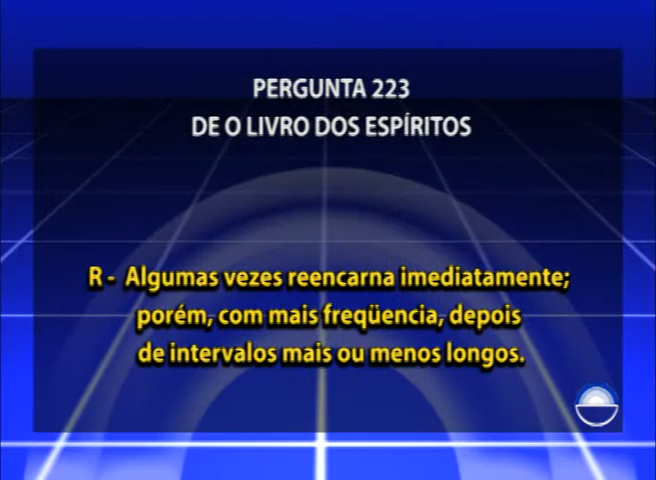 PERGUNTA 223
DE O LIVRO DOS ESPÍRITOS
R - Algumas vezes reencarna imediatamente;
porém, com mais freqüencia, depois
de intervalos mais ou menos longos.